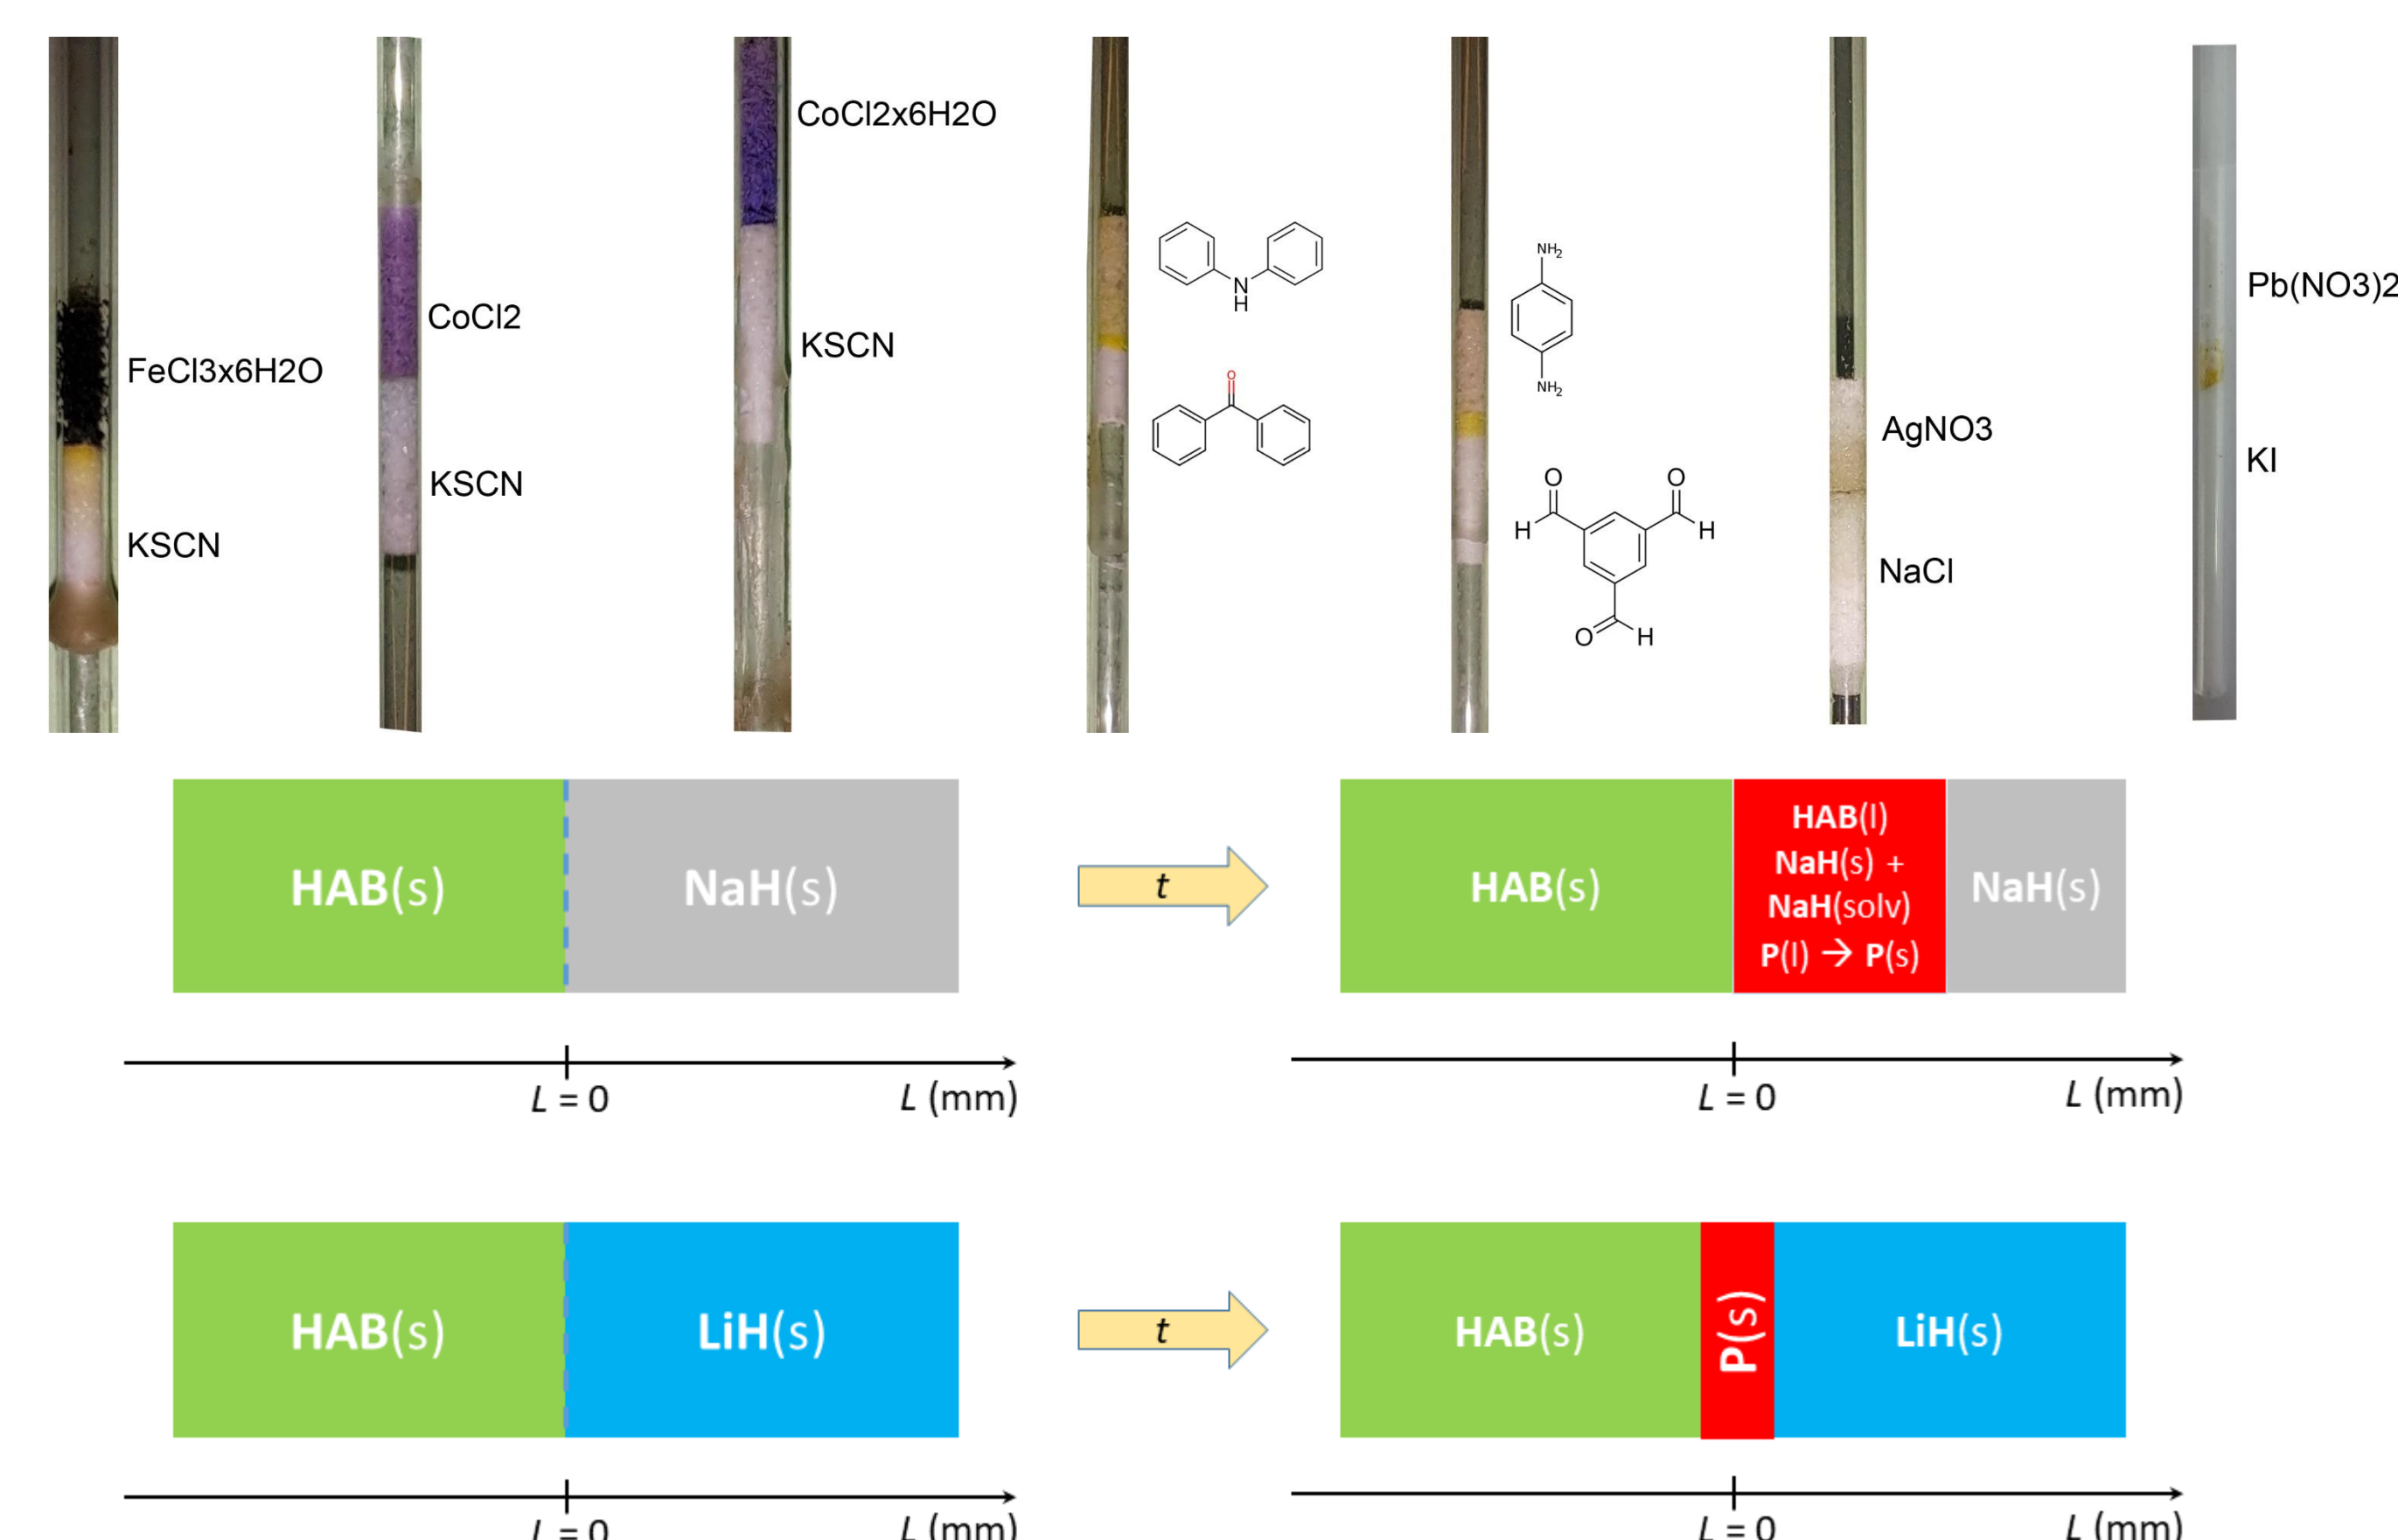 CoCl2x6H2O
FeCl3x6H2O
KSCN
CoCl2
KSCN
KSCN
N
H
O
NH2
NH2
O
O
H
H
O
H
AgNO3
NaCl
Pb(NO3)2
KI
HAB(s)
NaH(s)
t
HAB(s)
HAB(l)
NaH(s) +
NaH(solv)
P(l) → P(s)
NaH(s)
L = 0
L (mm)
L = 0
L (mm)
HAB(s)
LiH(s)
t
HAB(s)
P(s)
LiH(s)
L = 0
L (mm)
L = 0
L (mm)